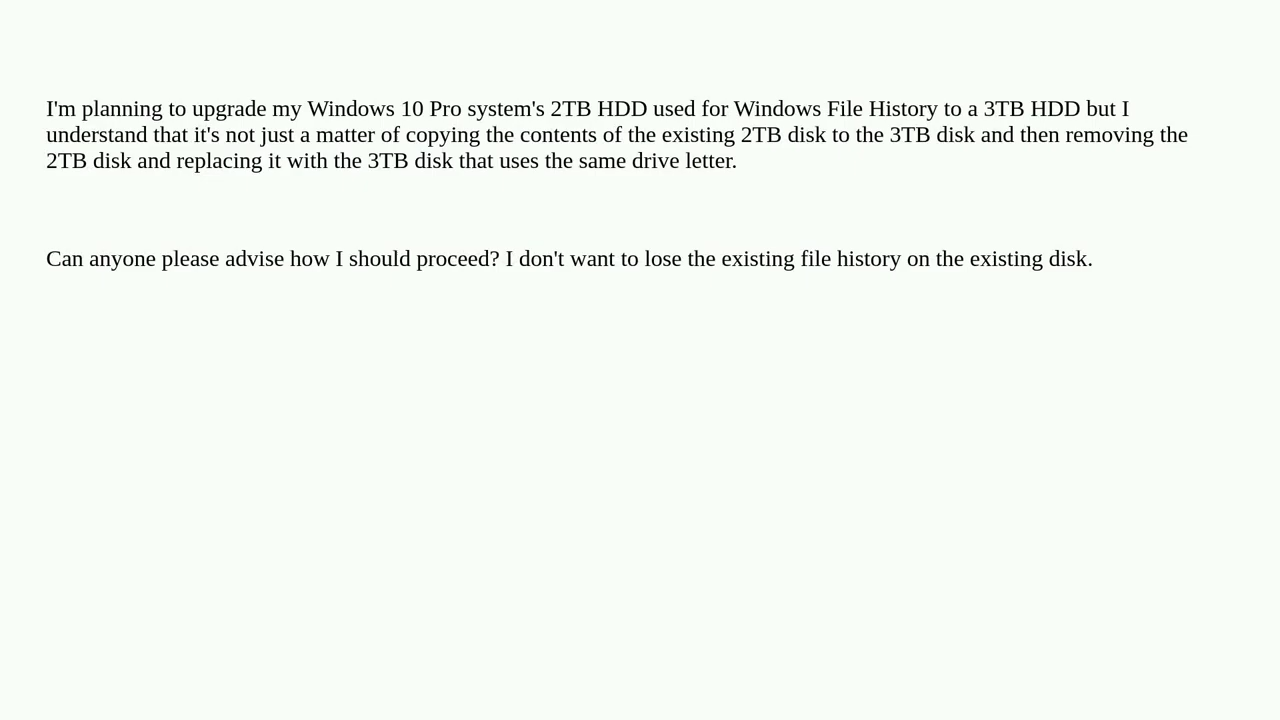 I'm planning to upgrade my Windows 10 Pro system's 2TB HDD used for Windows File History to a 3TB HDD but I
understand that it's not just a matter of copying the contents of the existing 2TB disk to the 3TB disk and then removing the
2TB disk and replacing it with the 3TB disk that uses the same drive letter.
Can anyone please advise how I should proceed? I don't want to lose the existing file history on the existing disk.